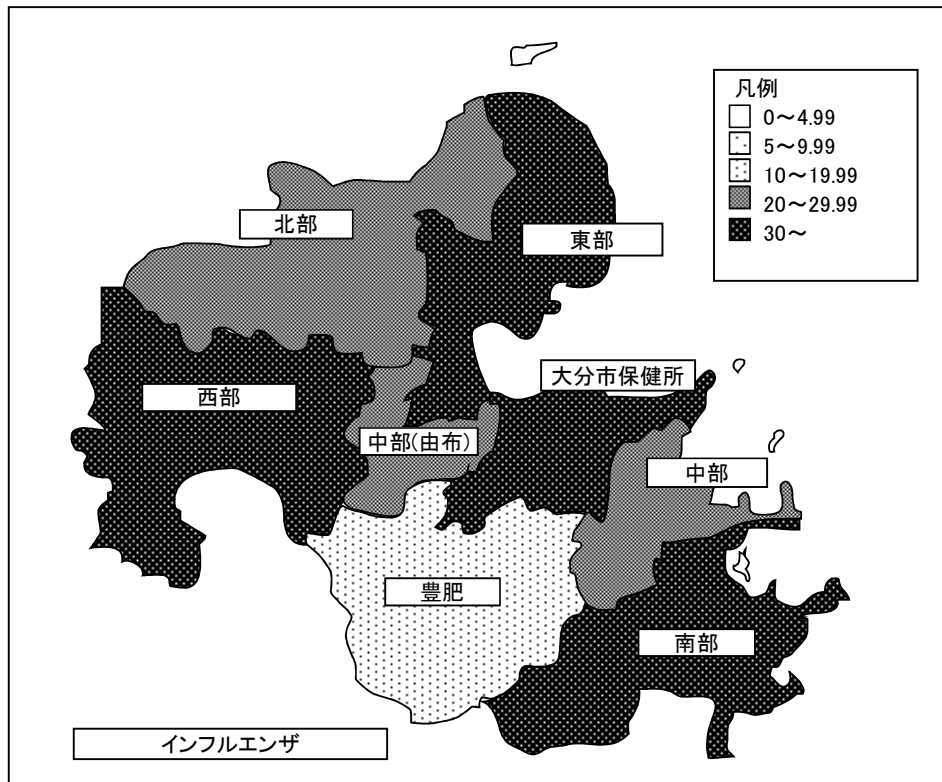 凡例
0～4.99
5～9.99
10～19.99
20～29.99
30～
北部
東部
大分市保健所
西部
中部(由布)
中部
豊肥
南部
インフルエンザ